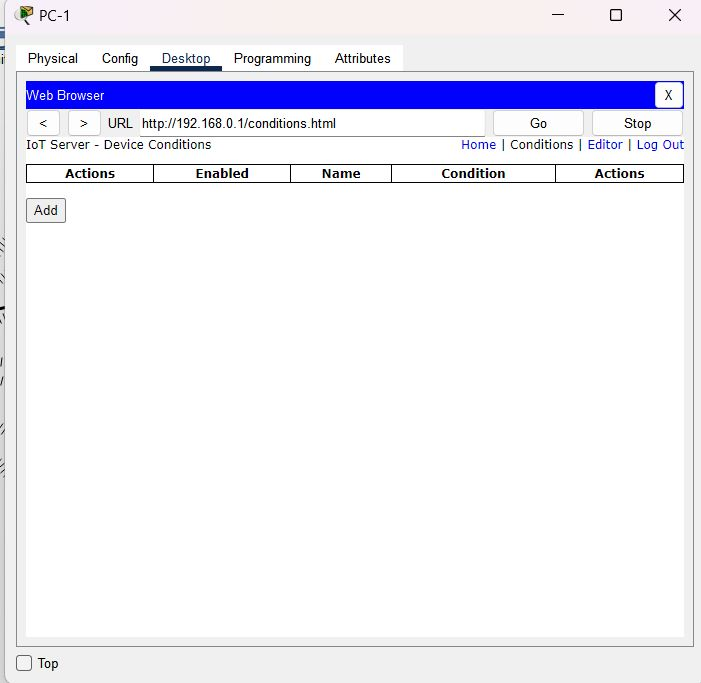 PC-1
Physical Config Desktop Programming Attributes
Web Browser X
< > URL http://192.168.0.1/conditions.html Go Stop
IoT Server - Device Conditions Home | Conditions | Editor | Log Out
Actions Enabled Name Condition Actions
Add
Top